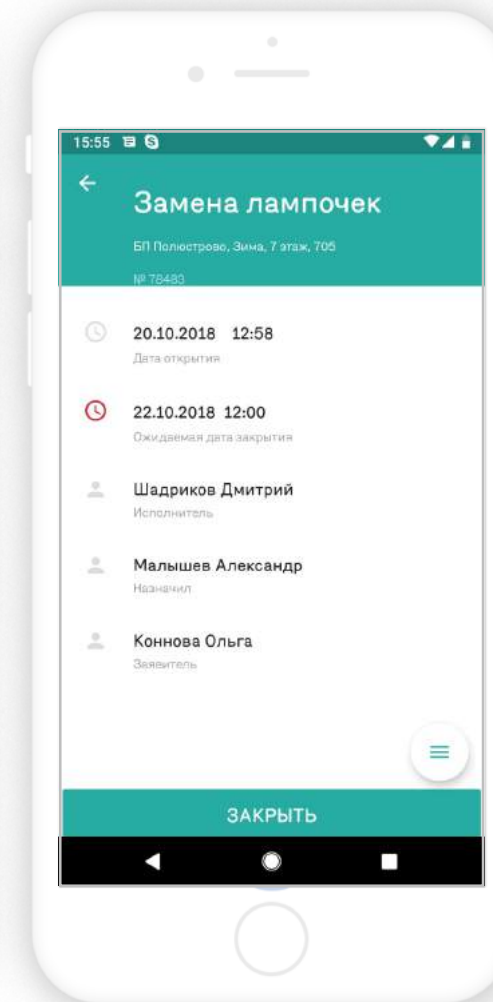 15:55
Замена лампочек
БП Полюстрово, Зима, 7 этаж, 705
№ 78483
20.10.2018 12:58
Дата открытия
22.10.2018 12:00
Ожидаемая дата закрытия
Шадриков Дмитрий
Исполнитель
Малышев Александр
Назначил
Коннова Ольга
Заявитель
ЗАКРЫТЬ